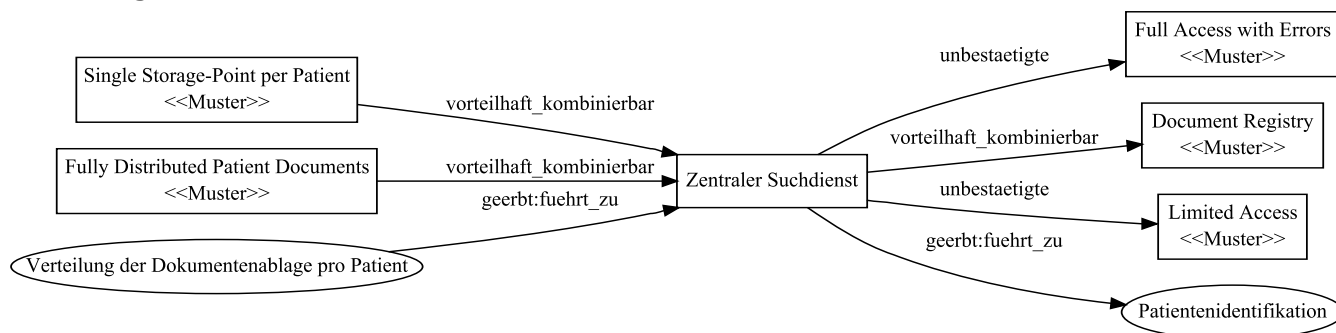 Single Storage-Point per Patient
<<Muster>>
vorteilhaft_kombinierbar
Fully Distributed Patient Documents
<<Muster>>
vorteilhaft_kombinierbar
Verteilung der Dokumentenablage pro Patient
geerbt:fuehrt_zu
Zentraler Suchdienst
unbestaetigte
Full Access with Errors
<<Muster>>
vorteilhaft_kombinierbar
Document Registry
<<Muster>>
unbestaetigte
Limited Access
<<Muster>>
geerbt:fuehrt_zu
Patientenidentifikation